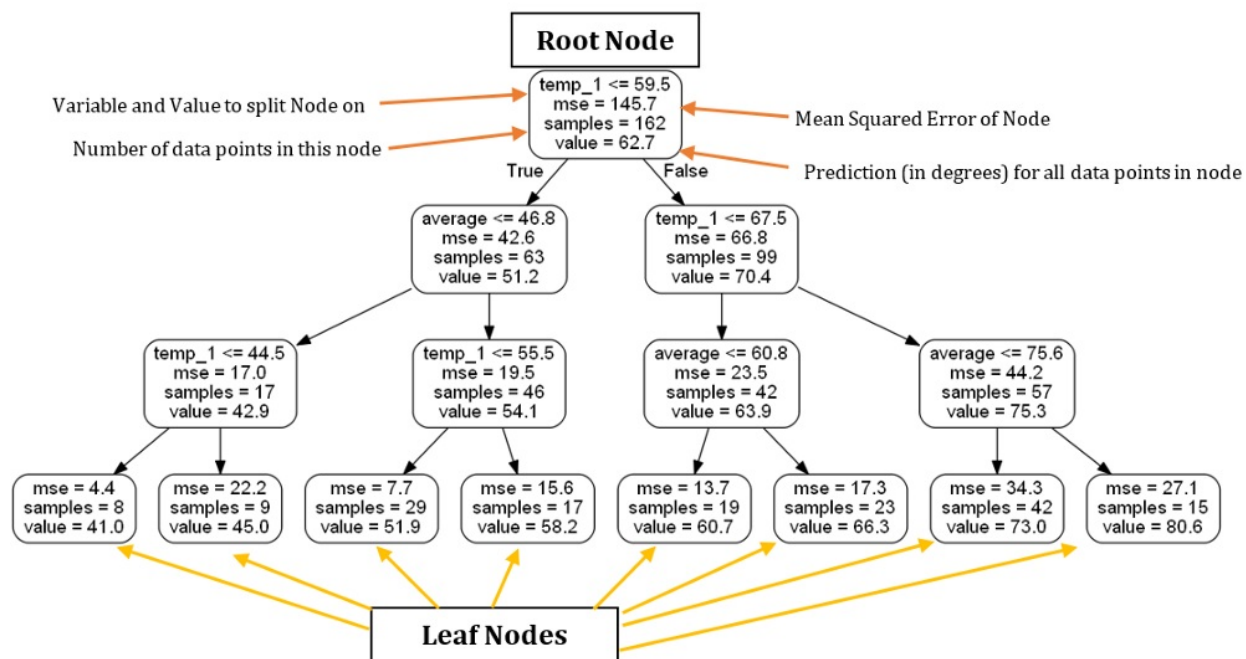 Root Node
temp_1 <= 59.5
mse = 145.7
samples = 162
value = 62.7
Variable and Value to split Node on
Number of data points in this node
Mean Squared Error of Node
Prediction (in degrees) for all data points in node
True
False
average <= 46.8
mse = 42.6
samples = 63
value = 51.2
temp_1 <= 67.5
mse = 66.8
samples = 99
value = 70.4
temp_1 <= 44.5
mse = 17.0
samples = 17
value = 42.9
temp_1 <= 55.5
mse = 19.5
samples = 46
value = 54.1
average <= 60.8
mse = 23.5
samples = 42
value = 63.9
average <= 75.6
mse = 44.2
samples = 57
value = 75.3
mse = 4.4
samples = 8
value = 41.0
mse = 22.2
samples = 9
value = 45.0
mse = 7.7
samples = 29
value = 51.9
mse = 15.6
samples = 17
value = 58.2
mse = 13.7
samples = 19
value = 60.7
mse = 17.3
samples = 23
value = 66.3
mse = 34.3
samples = 42
value = 73.0
mse = 27.1
samples = 15
value = 80.6
Leaf Nodes